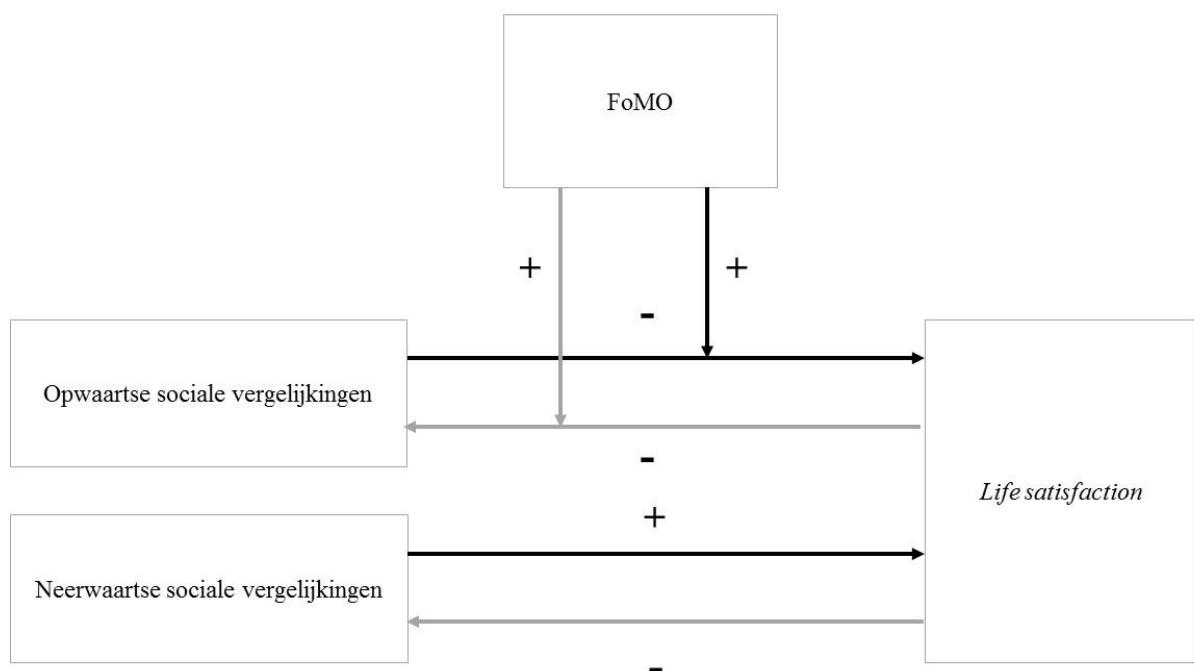 FoMO
+
+
-
Opwaartse sociale vergelijkingen
-
Life satisfaction
+
Neerwaartse sociale vergelijkingen
-